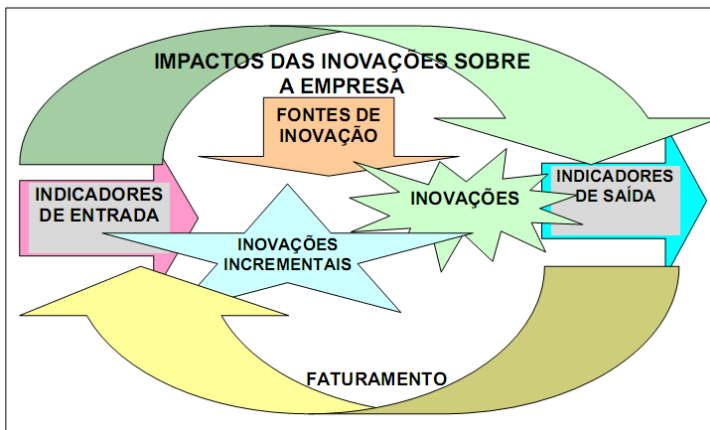 IMPACTOS DAS INOVAÇÕES SOBRE
A EMPRESA
FONTES DE
INOVAÇÃO
INDICADORES
DE ENTRADA
INOVAÇÕES
INDICADORES
DE SAÍDA
INOVAÇÕES
INCREMENTAIS
FATURAMENTO